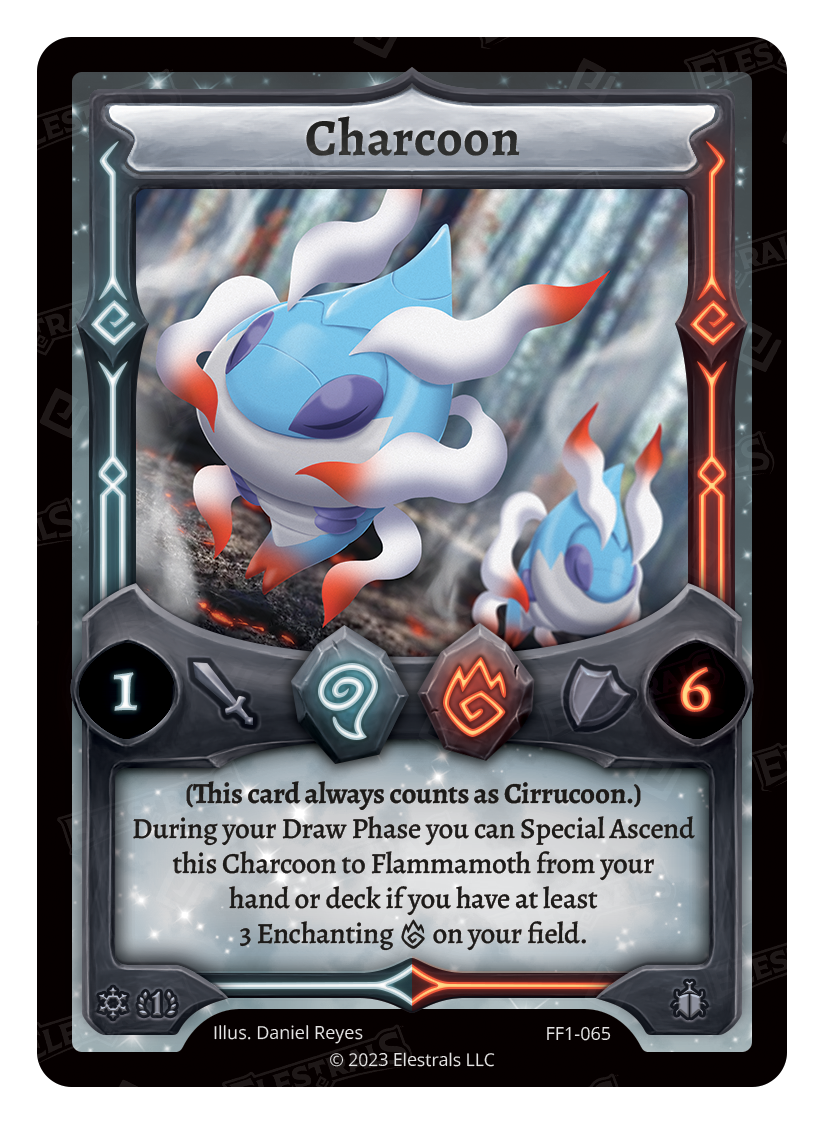 Charcoon
1
6
(This card always counts as Cirrucoon.)
During your Draw Phase you can Special Ascend
this Charcoon to Flammamoth from your
hand or deck if you have at least
3 Enchanting on your field.
1
Illus. Daniel Reyes
FF1-065
© 2023 Elestrals LLC